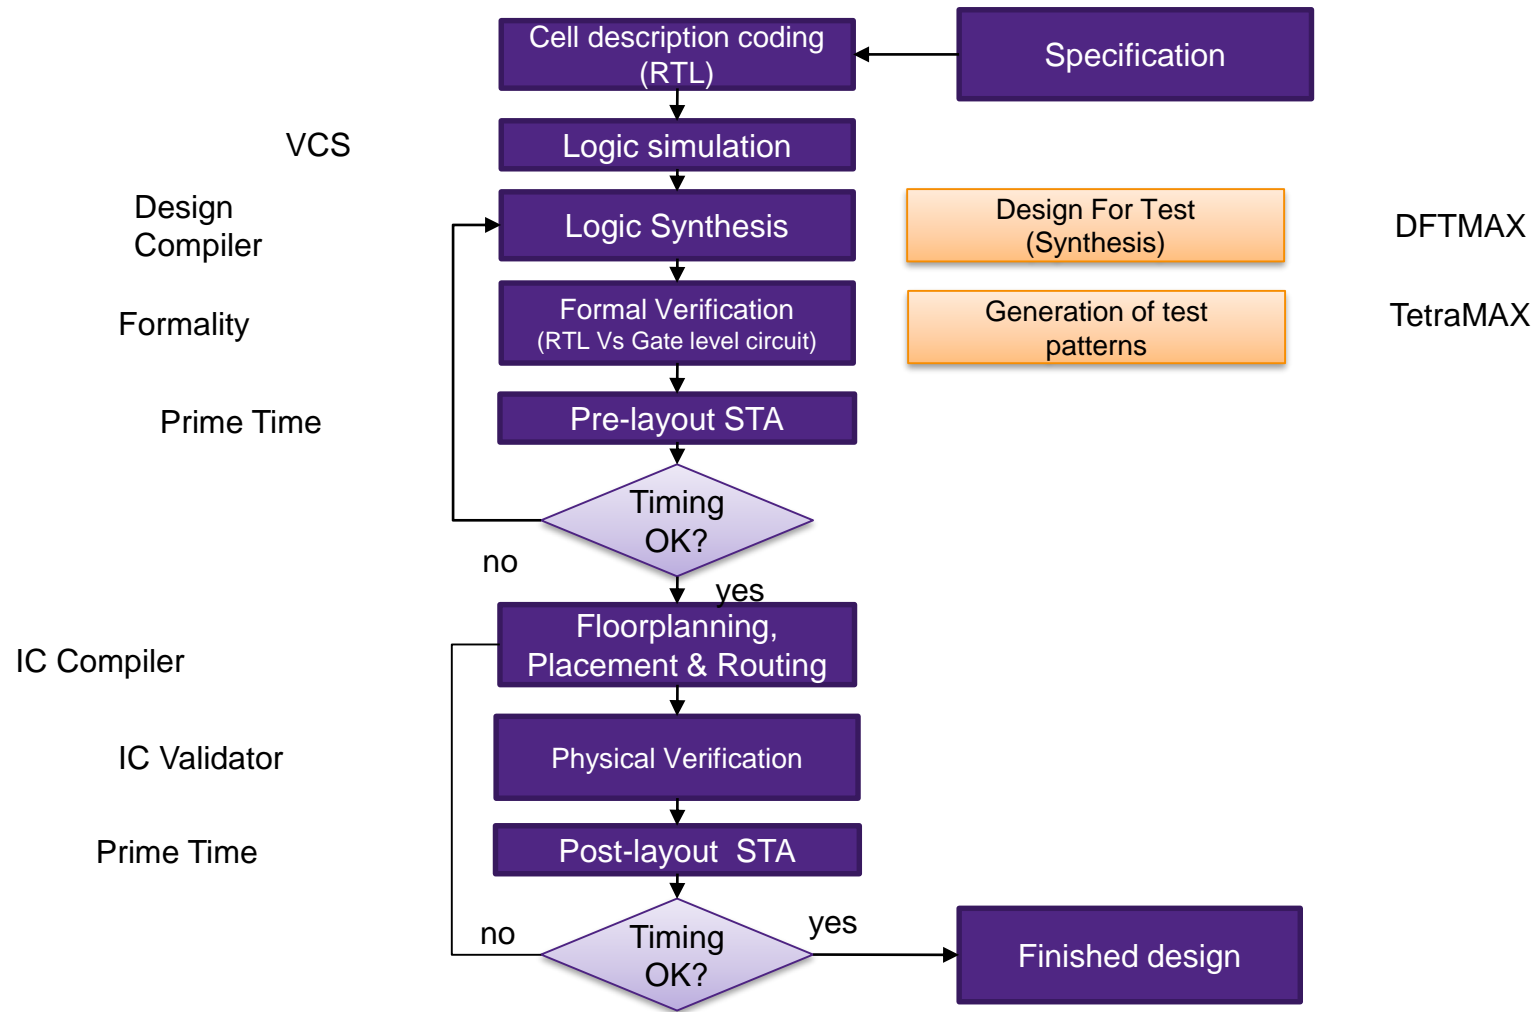 Cell description coding
(RTL)
Specification
VCS
Logic simulation
Design
Compiler
Logic Synthesis
Design For Test
(Synthesis)
DFTMAX
Formality
Formal Verification
(RTL Vs Gate level circuit)
Generation of test
patterns
TetraMAX
Prime Time
Pre-layout STA
Timing
OK?
no
yes
IC Compiler
Floorplanning,
Placement & Routing
IC Validator
Physical Verification
Prime Time
Post-layout STA
no
Timing
OK?
yes
Finished design